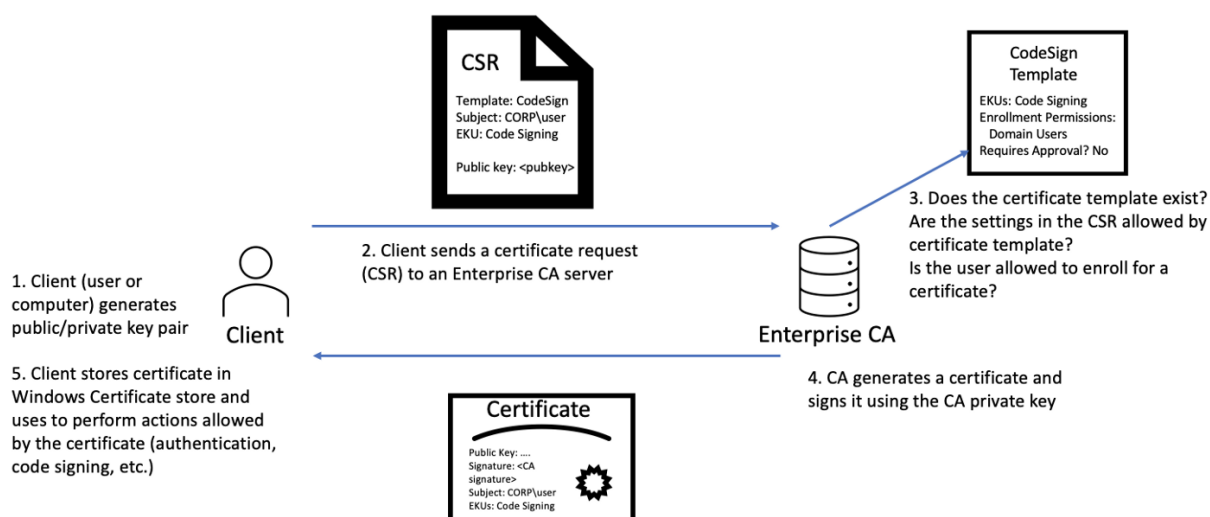 CSR
Template: CodeSign
Subject: CORP\user
EKU: Code Signing
Public key: <pubkey>
CodeSign
Template
EKUs: Code Signing
Enrollment Permissions:
Domain Users
Requires Approval? No
1. Client (user or
computer) generates
public/private key pair
Client
2. Client sends a certificate request
(CSR) to an Enterprise CA server
Enterprise CA
3. Does the certificate template exist?
Are the settings in the CSR allowed by
certificate template?
Is the user allowed to enroll for a
certificate?
4. CA generates a certificate and
signs it using the CA private key
5. Client stores certificate in
Windows Certificate store and
uses to perform actions allowed
by the certificate (authentication,
code signing, etc.)
Certificate
Public Key: ....
Signature: <CA
signature>
Subject: CORP\user
EKUs: Code Signing